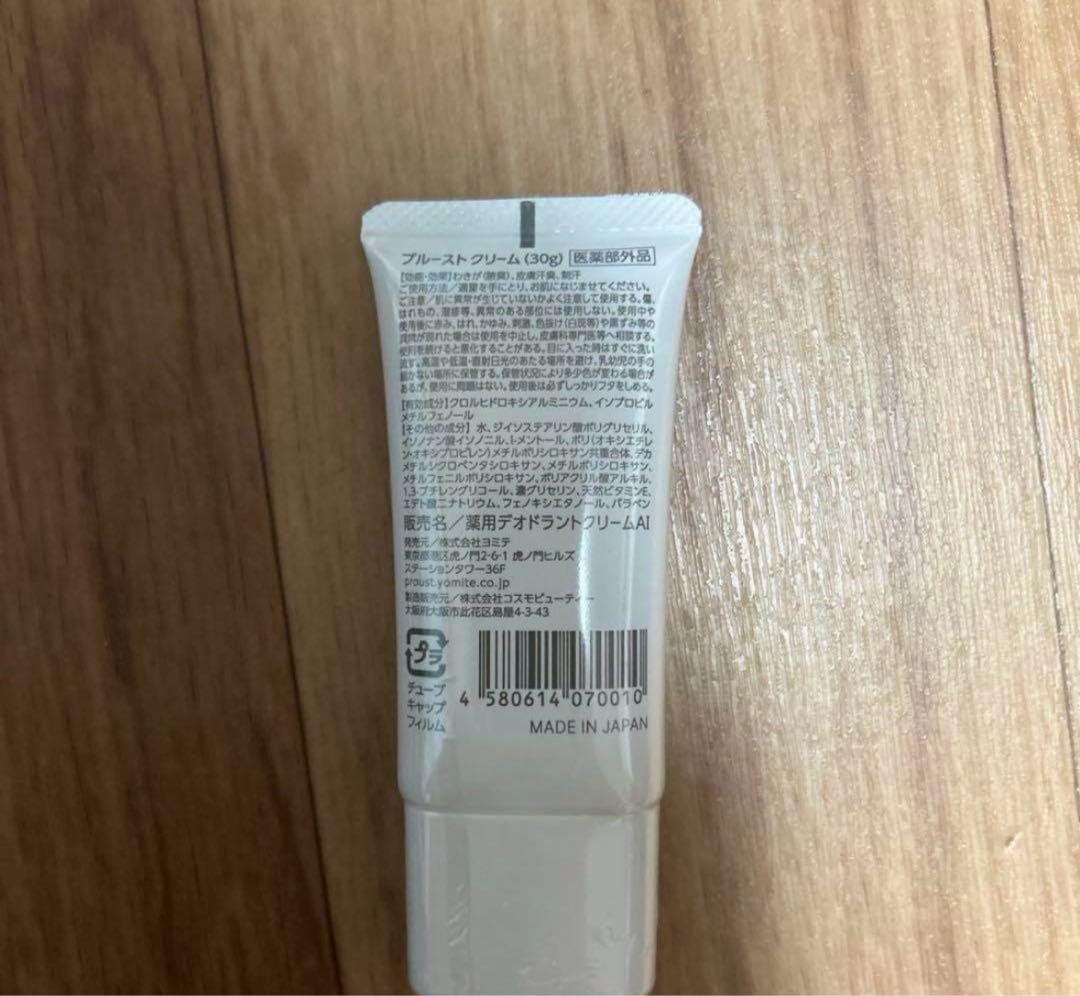 プルースト クリーム (30g) 医薬部外品
【効能・効果】わきが(腋臭)、皮膚汗臭、制汗
ご使用方法/適量を手にとり、お肌になじませてください。
ご注意/肌に異常が生じていないかよく注意して使用する。傷、
はれもの、湿疹等、異常のある部位には使用しない。使用中や
使用後に赤み、はれ、かゆみ、刺激、色抜け(白斑等)や黒ずみ等の
異常が現れた場合は使用を中止し、皮膚科専門医等へ相談する。
使用を続けると悪化することがある。目に入った時はすぐに洗い
流す。高温や低温・直射日光のあたる場所を避け、乳幼児の手の
届かない場所に保管する。保管状況により多少色が変わる場合が
あるが、使用に問題はない。使用後は必ずしっかりフタをしめる。
【有効成分】クロルヒドロキシアルミニウム、イソプロピル
メチルフェノール
【その他の成分】水、ジイソステアリン酸ポリグリセリル、
イソノナン酸イソノニル、l-メントール、ポリ(オキシエチレ
ン・オキシプロピレン)メチルポリシロキサン共重合体、デカ
メチルシクロペンタシロキサン、メチルポリシロキサン、
メチルフェニルポリシロキサン、ポリアクリル酸アルキル、
1,3-ブチレングリコール、濃グリセリン、天然ビタミンE、
エデト酸二ナトリウム、フェノキシエタノール、パラベン
販売名/薬用デオドラントクリームAI
発売元/株式会社ヨミテ
東京都港区虎ノ門2-6-1 虎ノ門ヒルズ
ステーションタワー36F
proust.yomite.co.jp
製造販売元/株式会社コスモビューティー
大阪府大阪市此花区島屋4-3-43
プラ
チューブ
キャップ
フィルム
4 580614 070010
MADE IN JAPAN